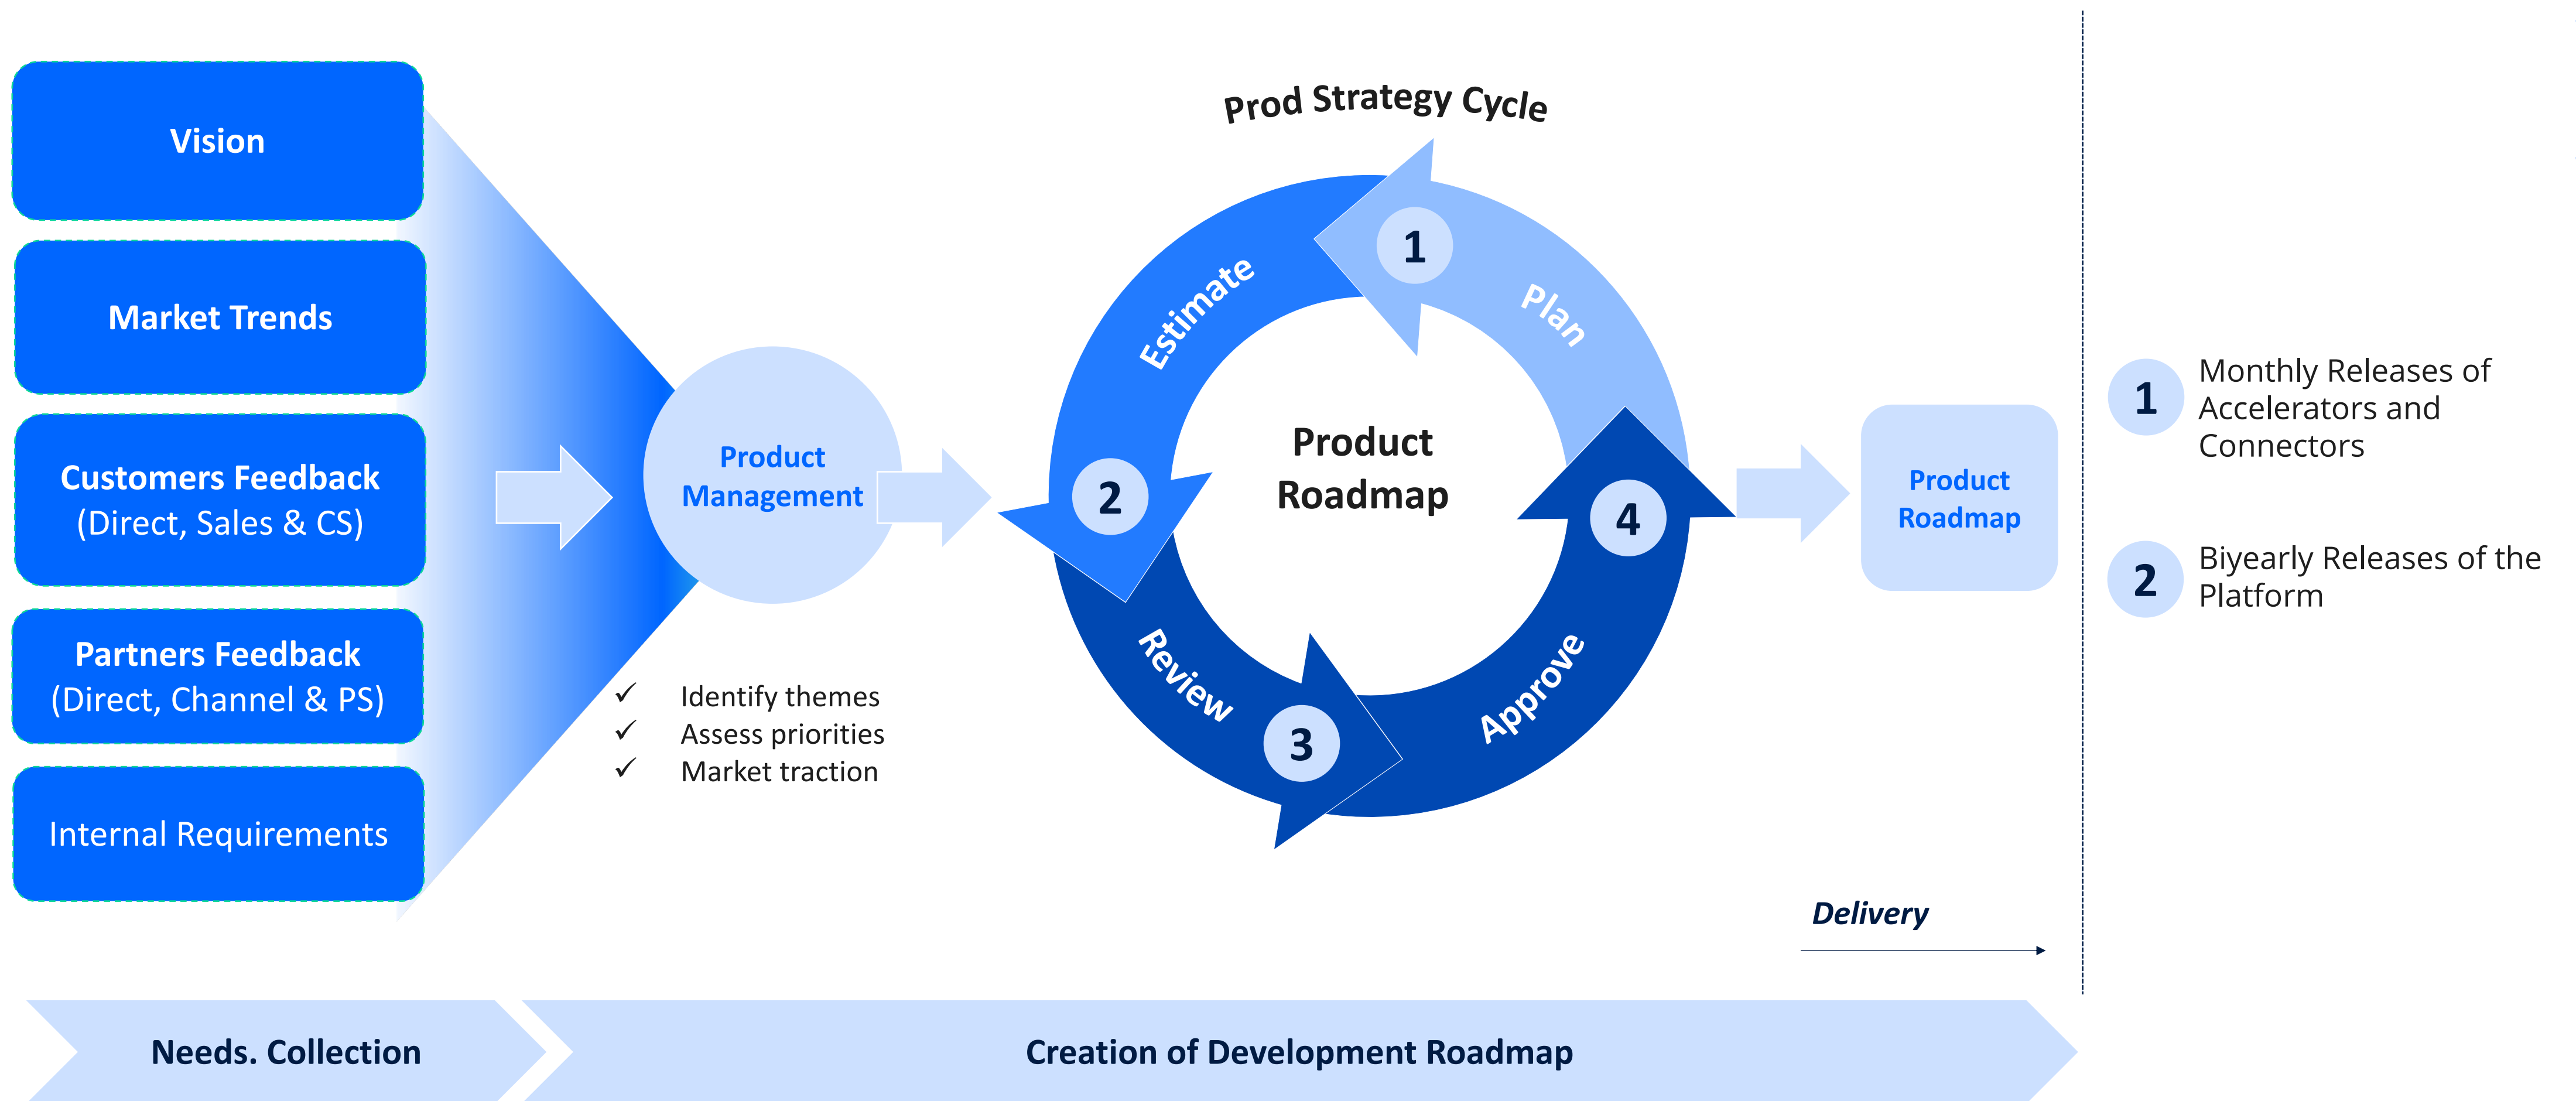 Vision
Market Trends
Customers Feedback
(Direct, Sales & CS)
Partners Feedback
(Direct, Channel & PS)
Internal Requirements
Product
Management
Identify themes
Assess priorities
Market traction
Prod Strategy Cycle
1
Plan
Estimate
2
Review
3
Approve
4
Product
Roadmap
Product
Roadmap
Delivery
1
Monthly Releases of
Accelerators and
Connectors
2
Biyearly Releases of the
Platform
Needs. Collection
Creation of Development Roadmap